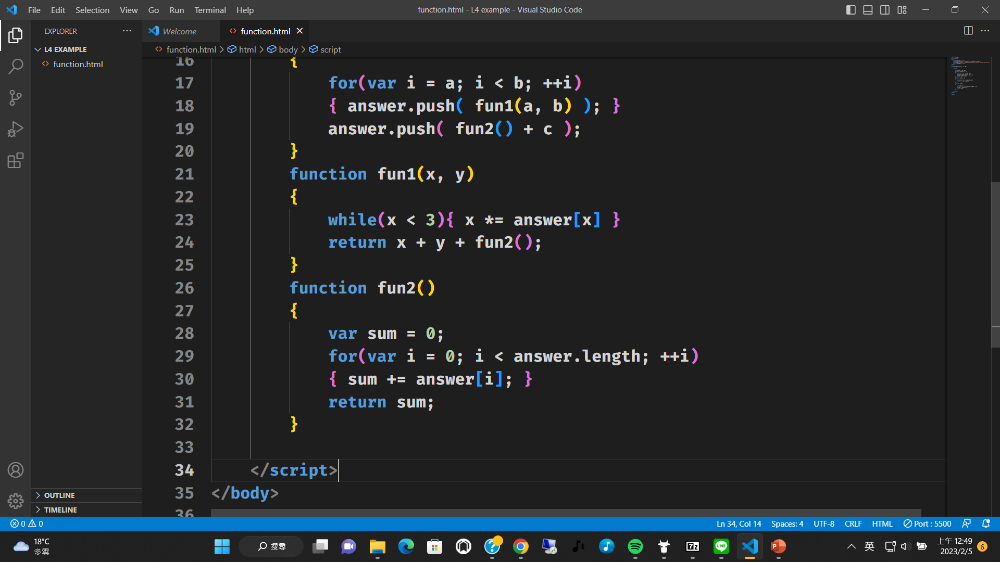 File Edit Selection View Go Run Terminal Help
function.html - L4 example - Visual Studio Code
EXPLORER
Welcome
function.html
L4 EXAMPLE
function.html
function.html > html > body > script
16 {
17 for(var i = a; i < b; ++i)
18 { answer.push( fun1(a, b) ); }
19 answer.push( fun2() + c );
20 }
21 function fun1(x, y)
22 {
23 while(x < 3){ x *= answer[x] }
24 return x + y + fun2();
25 }
26 function fun2()
27 {
28 var sum = 0;
29 for(var i = 0; i < answer.length; ++i)
30 { sum += answer[i]; }
31 return sum;
32 }
33
34 </script>
35 </body>
36
OUTLINE
TIMELINE
0 0
Ln 34, Col 14 Spaces: 4 UTF-8 CRLF HTML Port : 5500
18°C
多雲
搜尋
英
上午 12:49
2023/2/5
6